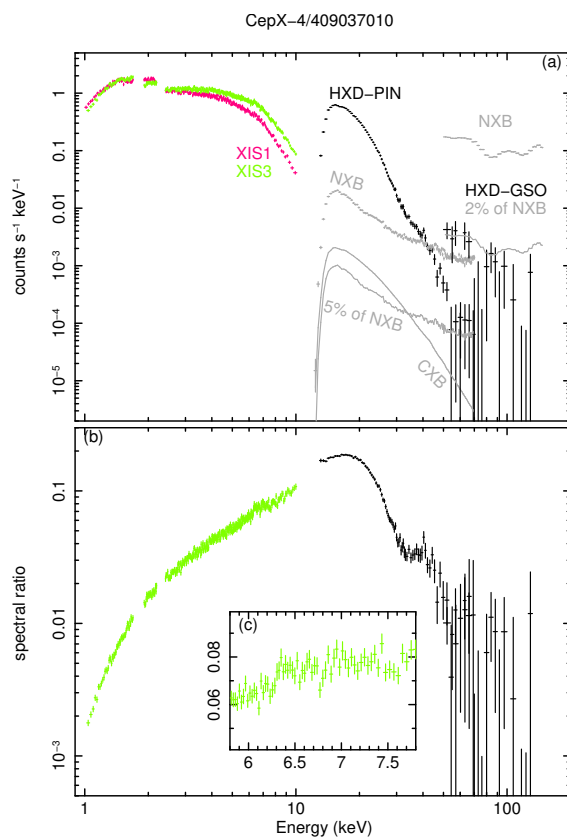 CepX−4/409037010
(a)
HXD−PIN
NXB
XIS1
XIS3
NXB
HXD−GSO
2% of NXB
5% of NXB
CXB
counts s⁻¹ keV⁻¹
1
0.1
0.01
10⁻³
10⁻⁴
10⁻⁵
(b)
spectral ratio
0.1
0.01
10⁻³
(c)
0.08
0.06
6 6.5 7 7.5
1 10 100
Energy (keV)